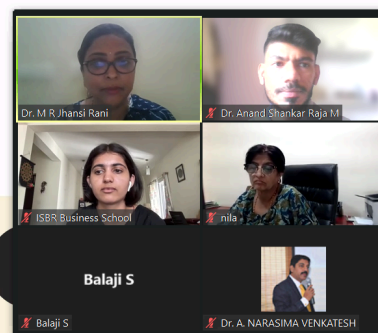 Dr. M R Jhansi Rani
Dr. Anand Shankar Raja M
ISBR Business School
nila
Balaji S
Balaji S
Dr. A. NARASIMA VENKATESH